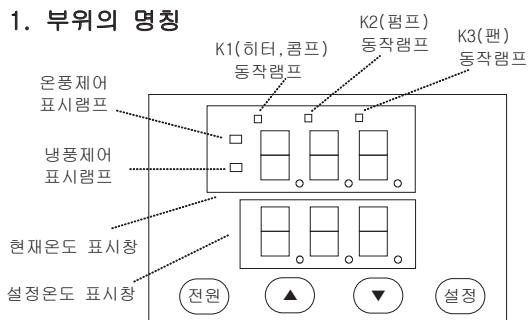 1. 부위의 명칭
K1(히터,콤프)
동작램프
K2(펌프)
동작램프
K3(팬)
동작램프
온풍제어
표시램프
냉풍제어
표시램프
현재온도 표시창
설정온도 표시창
전원
▲
▼
설정